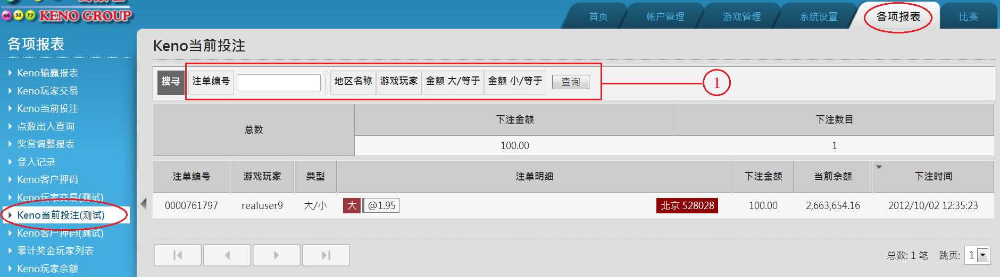 66 32 17 KENO GROUP
首页 帐户管理 游戏管理 系统设置 各项报表 比赛
各项报表
Keno输赢报表
Keno玩家交易
Keno当前投注
点数出入查询
奖赏调整报表
登入记录
Keno客户押码
Keno玩家交易(测试)
Keno当前投注(测试)
Keno客户押码(测试)
累计奖金玩家列表
Keno玩家余额
Keno当前投注
搜寻 注单编号 地区名称 游戏玩家 金额 大/等于 金额 小/等于 查询 1
总数 下注金额 下注数目
100.00 1
注单编号 游戏玩家 类型 注单明细 下注金额 当前余额 下注时间
0000761797 realuser9 大/小 大 @1.95 北京 528028 100.00 2,663,654.16 2012/10/02 12:35:23
总数: 1 笔 跳页: 1